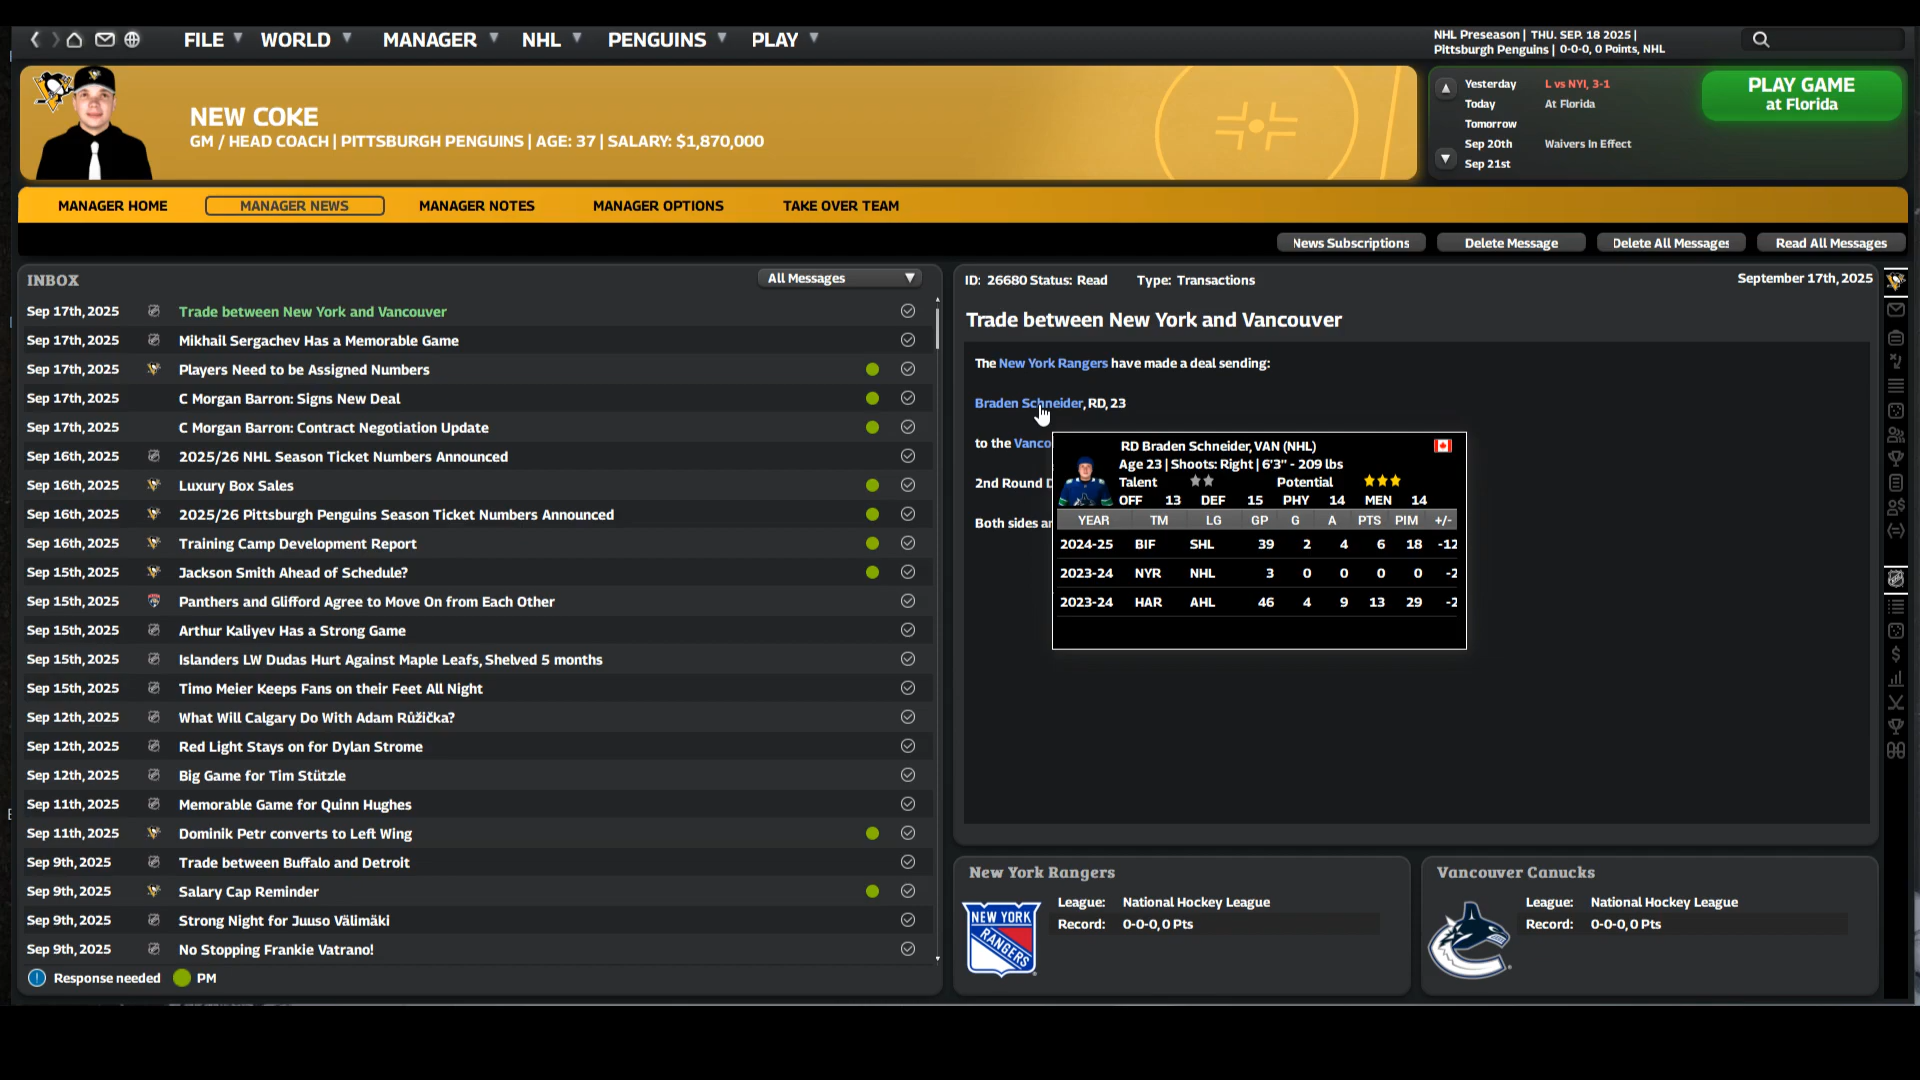 FILE WORLD MANAGER NHL PENGUINS PLAY
NHL Preseason | THU. SEP. 18 2025 |
Pittsburgh Penguins | 0-0-0, 0 Points, NHL
NEW COKE
GM / HEAD COACH | PITTSBURGH PENGUINS | AGE: 37 | SALARY: $1,870,000
Yesterday L vs NYI, 3-1
Today At Florida
Tomorrow
Sep 20th Waivers In Effect
Sep 21st
PLAY GAME
at Florida
MANAGER HOME MANAGER NEWS MANAGER NOTES MANAGER OPTIONS TAKE OVER TEAM
News Subscriptions Delete Message Delete All Messages Read All Messages
INBOX All Messages
Sep 17th, 2025 Trade between New York and Vancouver
Sep 17th, 2025 Mikhail Sergachev Has a Memorable Game
Sep 17th, 2025 Players Need to be Assigned Numbers
Sep 17th, 2025 C Morgan Barron: Signs New Deal
Sep 17th, 2025 C Morgan Barron: Contract Negotiation Update
Sep 16th, 2025 2025/26 NHL Season Ticket Numbers Announced
Sep 16th, 2025 Luxury Box Sales
Sep 16th, 2025 2025/26 Pittsburgh Penguins Season Ticket Numbers Announced
Sep 16th, 2025 Training Camp Development Report
Sep 15th, 2025 Jackson Smith Ahead of Schedule?
Sep 15th, 2025 Panthers and Glifford Agree to Move On from Each Other
Sep 15th, 2025 Arthur Kaliyev Has a Strong Game
Sep 15th, 2025 Islanders LW Dudas Hurt Against Maple Leafs, Shelved 5 months
Sep 15th, 2025 Timo Meier Keeps Fans on their Feet All Night
Sep 12th, 2025 What Will Calgary Do With Adam Růžička?
Sep 12th, 2025 Red Light Stays on for Dylan Strome
Sep 12th, 2025 Big Game for Tim Stützle
Sep 11th, 2025 Memorable Game for Quinn Hughes
Sep 11th, 2025 Dominik Petr converts to Left Wing
Sep 9th, 2025 Trade between Buffalo and Detroit
Sep 9th, 2025 Salary Cap Reminder
Sep 9th, 2025 Strong Night for Juuso Välimäki
Sep 9th, 2025 No Stopping Frankie Vatrano!
Response needed PM
ID: 26680 Status: Read Type: Transactions September 17th, 2025
Trade between New York and Vancouver
The New York Rangers have made a deal sending:
Braden Schneider, RD, 23
to the Vanco
2nd Round D
Both sides ar
RD Braden Schneider, VAN (NHL)
Age 23 | Shoots: Right | 6'3" - 209 lbs
Talent Potential
OFF 13 DEF 15 PHY 14 MEN 14
YEAR TM LG GP G A PTS PIM +/-
2024-25 BIF SHL 39 2 4 6 18 -12
2023-24 NYR NHL 3 0 0 0 0 -2
2023-24 HAR AHL 46 4 9 13 29 -2
New York Rangers
League: National Hockey League
Record: 0-0-0, 0 Pts
NEW YORK
RANGERS
Vancouver Canucks
League: National Hockey League
Record: 0-0-0, 0 Pts